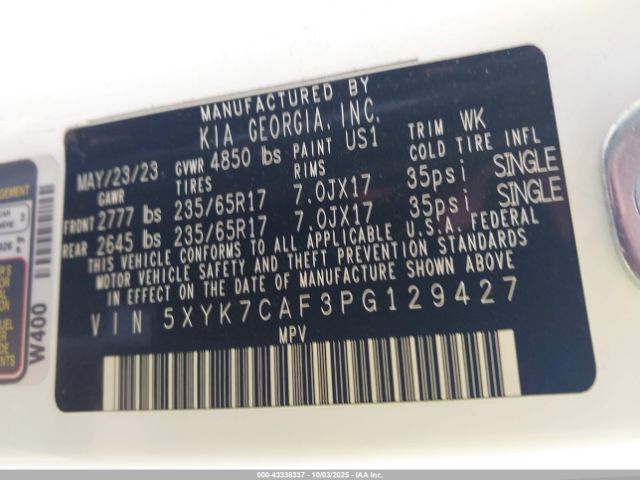 MANUFACTURED BY
KIA GEORGIA, INC.
MAY/23/23 GVWR 4850 lbs PAINT US1 TRIM WK
GAWR TIRES RIMS COLD TIRE INFL
FRONT 2777 lbs 235/65R17 7.0JX17 35psi SINGLE
REAR 2645 lbs 235/65R17 7.0JX17 35psi SINGLE
THIS VEHICLE CONFORMS TO ALL APPLICABLE U.S.A. FEDERAL
MOTOR VEHICLE SAFETY AND THEFT PREVENTION STANDARDS
IN EFFECT ON THE DATE OF MANUFACTURE SHOWN ABOVE
VIN 5XYK7CAF3PG129427
MPV
W400
000-43338337 - 10/03/2025 - IAA Inc.